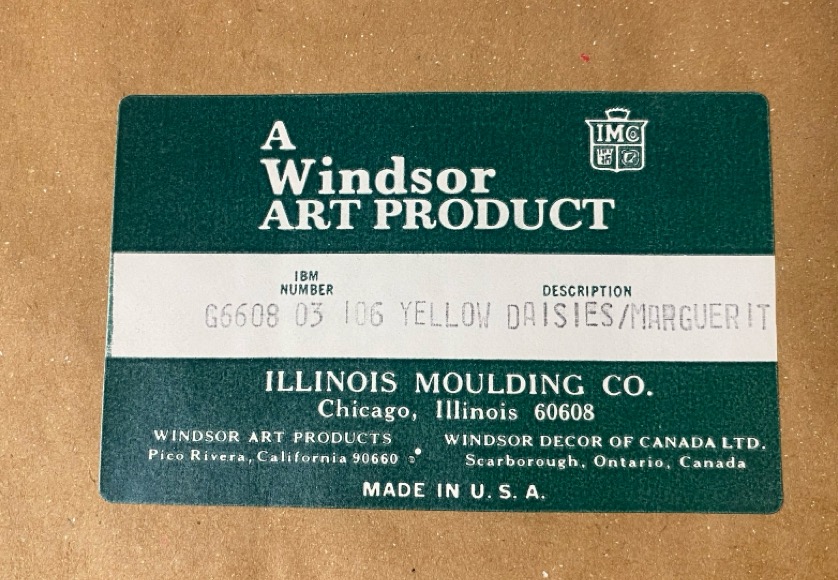 A
IMCo
Windsor
ART PRODUCT
IBM
NUMBER
DESCRIPTION
G6608 03 106 YELLOW DAISIES/MARGUERIT
ILLINOIS MOULDING CO.
Chicago, Illinois 60608
WINDSOR ART PRODUCTS
Pico Rivera, California 90660
WINDSOR DECOR OF CANADA LTD.
Scarborough, Ontario, Canada
MADE IN U.S.A.